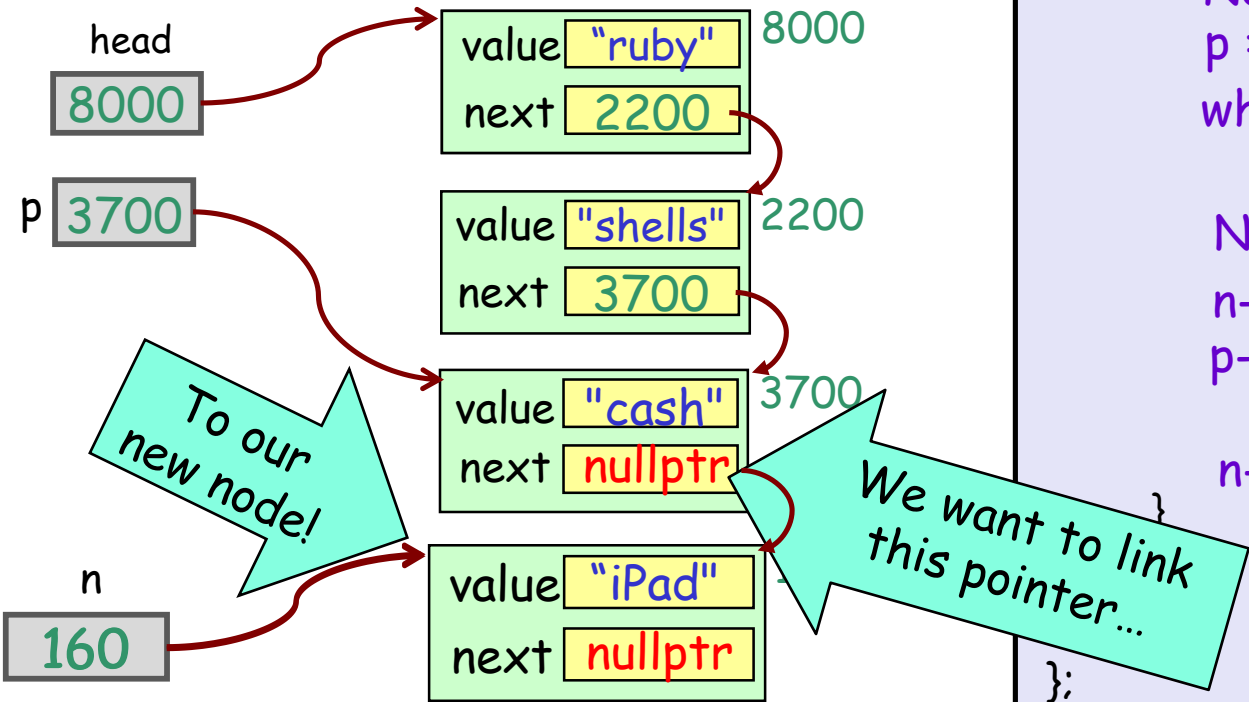 head
8000
value “ruby"
next 2200
8000
p 3700
value "shells"
next 3700
2200
value "cash"
next nullptr
3700
To our
new node!
We want to link
this pointer...
n
160
value “iPad"
next nullptr
p
n-
p-
n-
}
};